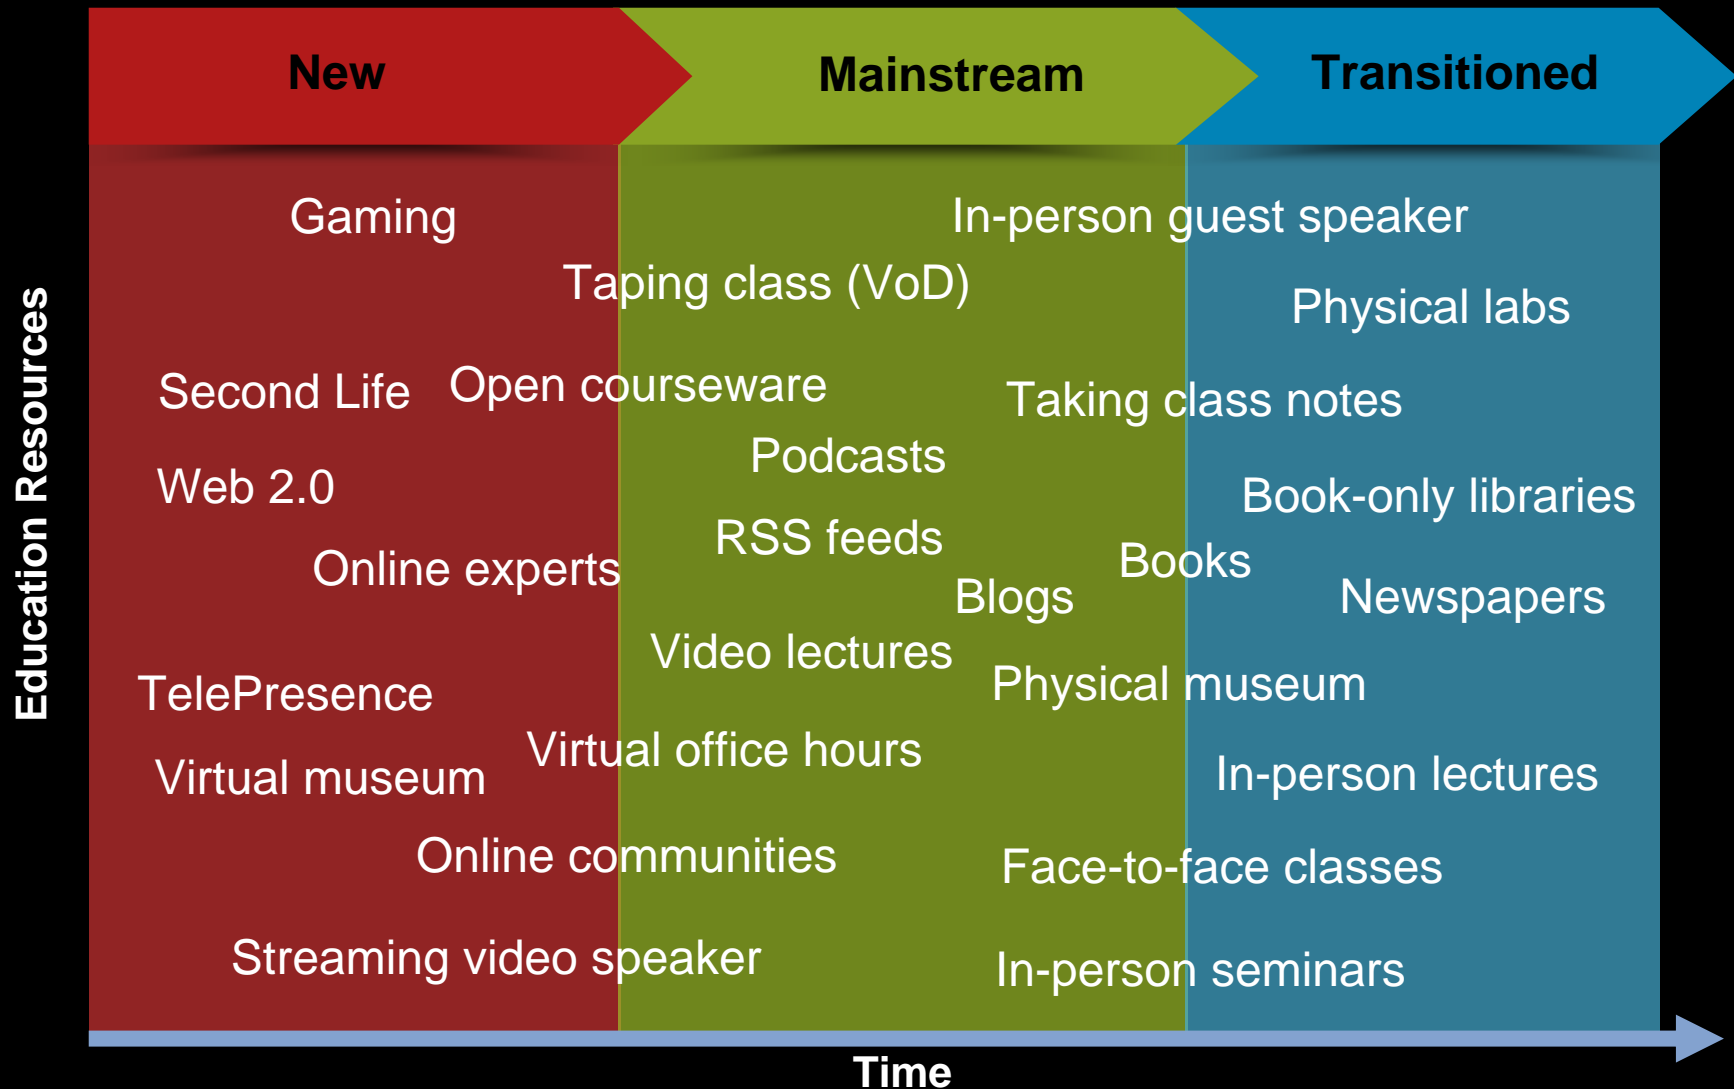 New
Mainstream
Transitioned
Education Resources
Gaming
In-person guest speaker
Taping class (VoD)
Physical labs
Second Life
Open courseware
Taking class notes
Podcasts
Web 2.0
Book-only libraries
RSS feeds
Online experts
Books
Blogs
Newspapers
Video lectures
TelePresence
Physical museum
Virtual office hours
Virtual museum
In-person lectures
Online communities
Face-to-face classes
Streaming video speaker
In-person seminars
Time